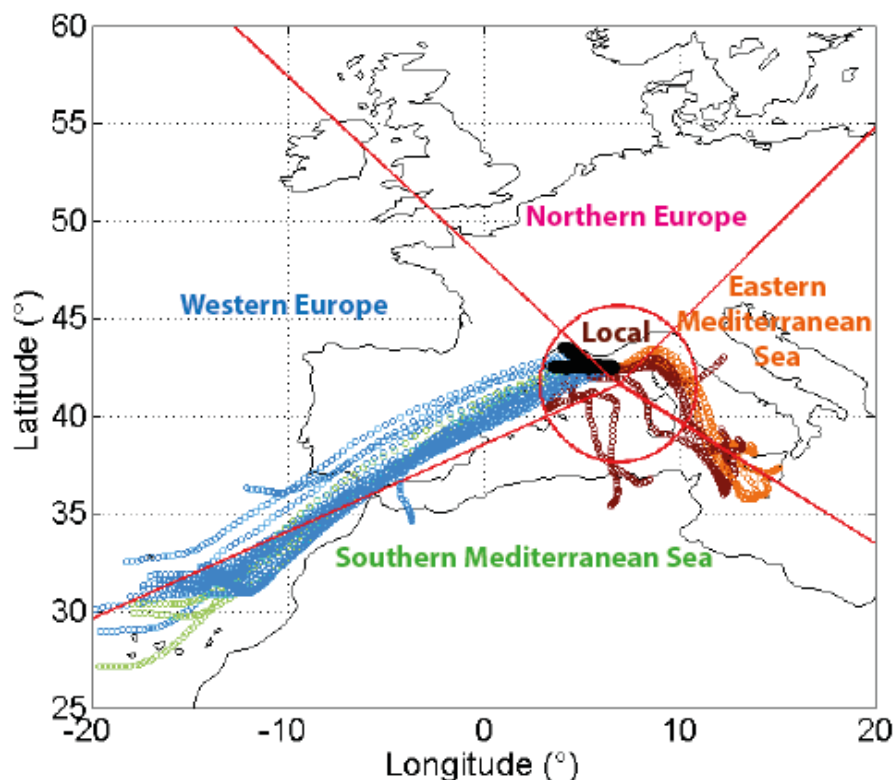 60
55
50
45
40
35
30
25
-20
-10
0
10
20
Latitude (°)
Longitude (°)
Northern Europe
Western Europe
Eastern
Mediterranean
Sea
Local
Southern Mediterranean Sea